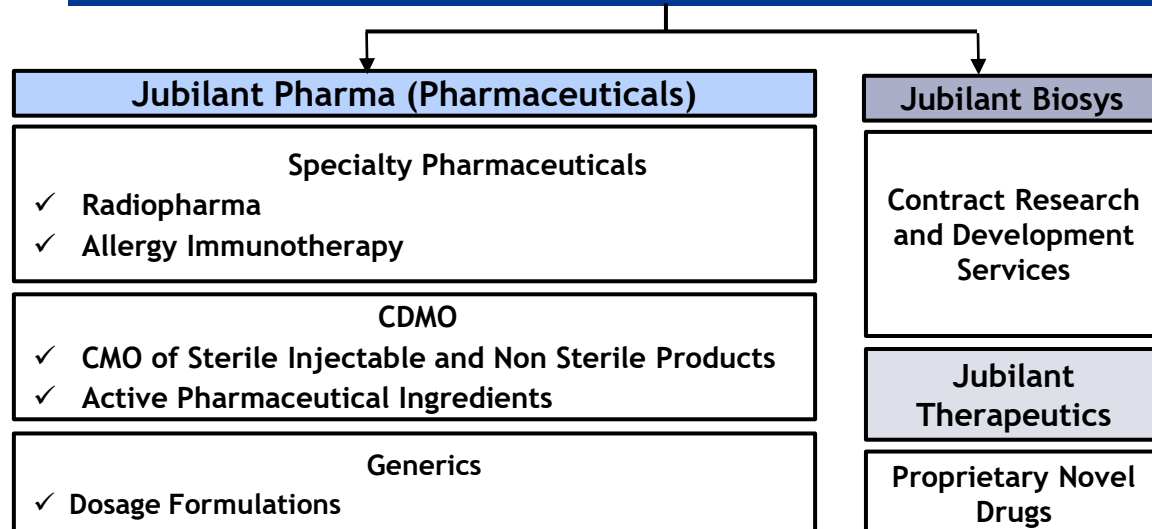 Jubilant Pharma (Pharmaceuticals)
Specialty Pharmaceuticals
✓ Radiopharma
✓ Allergy Immunotherapy
CDMO
✓ CMO of Sterile Injectable and Non Sterile Products
✓ Active Pharmaceutical Ingredients
Generics
✓ Dosage Formulations
Jubilant Biosys
Contract Research
and Development
Services
Jubilant
Therapeutics
Proprietary Novel
Drugs